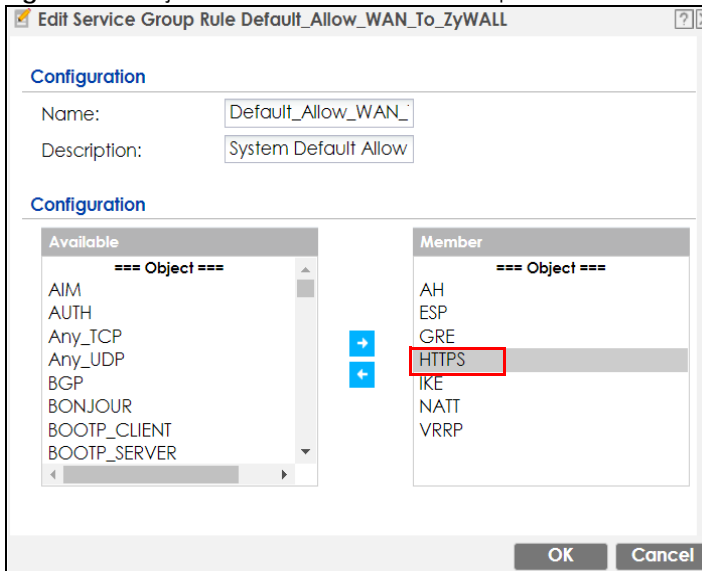 Edit Service Group Rule Default_Allow_WAN_To_ZyWALL
?
Configuration
Name: Default_Allow_WAN_
Description: System Default Allow
Configuration
Available
=== Object ===
AIM
AUTH
Any_TCP
Any_UDP
BGP
BONJOUR
BOOTP_CLIENT
BOOTP_SERVER
Member
=== Object ===
AH
ESP
GRE
HTTPS
IKE
NATT
VRRP
OK Cancel